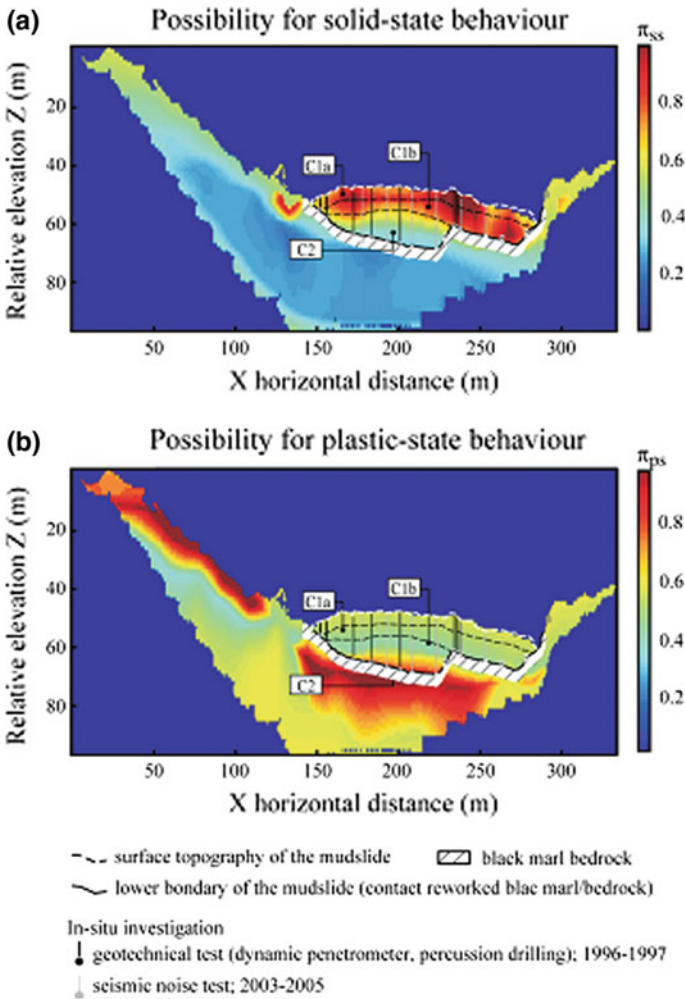 (a) Possibility for solid-state behaviour
πss
Relative elevation Z (m)
20
40
60
80
C1a
C1b
C2
0.8
0.6
0.4
0.2
50 100 150 200 250 300
X horizontal distance (m)
(b) Possibility for plastic-state behaviour
πps
Relative elevation Z (m)
20
40
60
80
C1a
C1b
C2
0.8
0.6
0.4
0.2
50 100 150 200 250 300
X horizontal distance (m)
surface topography of the mudslide
black marl bedrock
lower bondary of the mudslide (contact reworked blac marl/bedrock)
In-situ investigation
geotechnical test (dynamic penetrometer, percussion drilling); 1996-1997
seismic noise test; 2003-2005